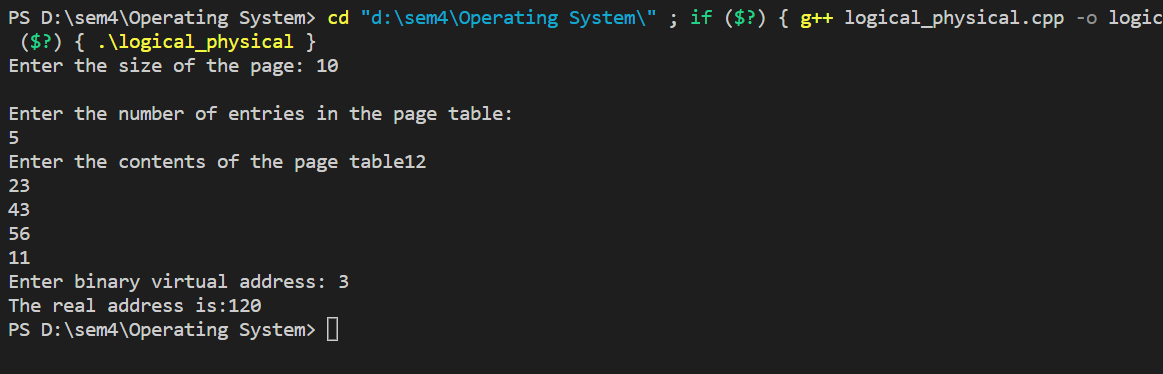 PS D:\sem4\Operating System> cd "d:\sem4\Operating System\" ; if ($?) { g++ logical_physical.cpp -o logic
($?) { .\logical_physical }
Enter the size of the page: 10
Enter the number of entries in the page table:
5
Enter the contents of the page table12
23
43
56
11
Enter binary virtual address: 3
The real address is:120
PS D:\sem4\Operating System>